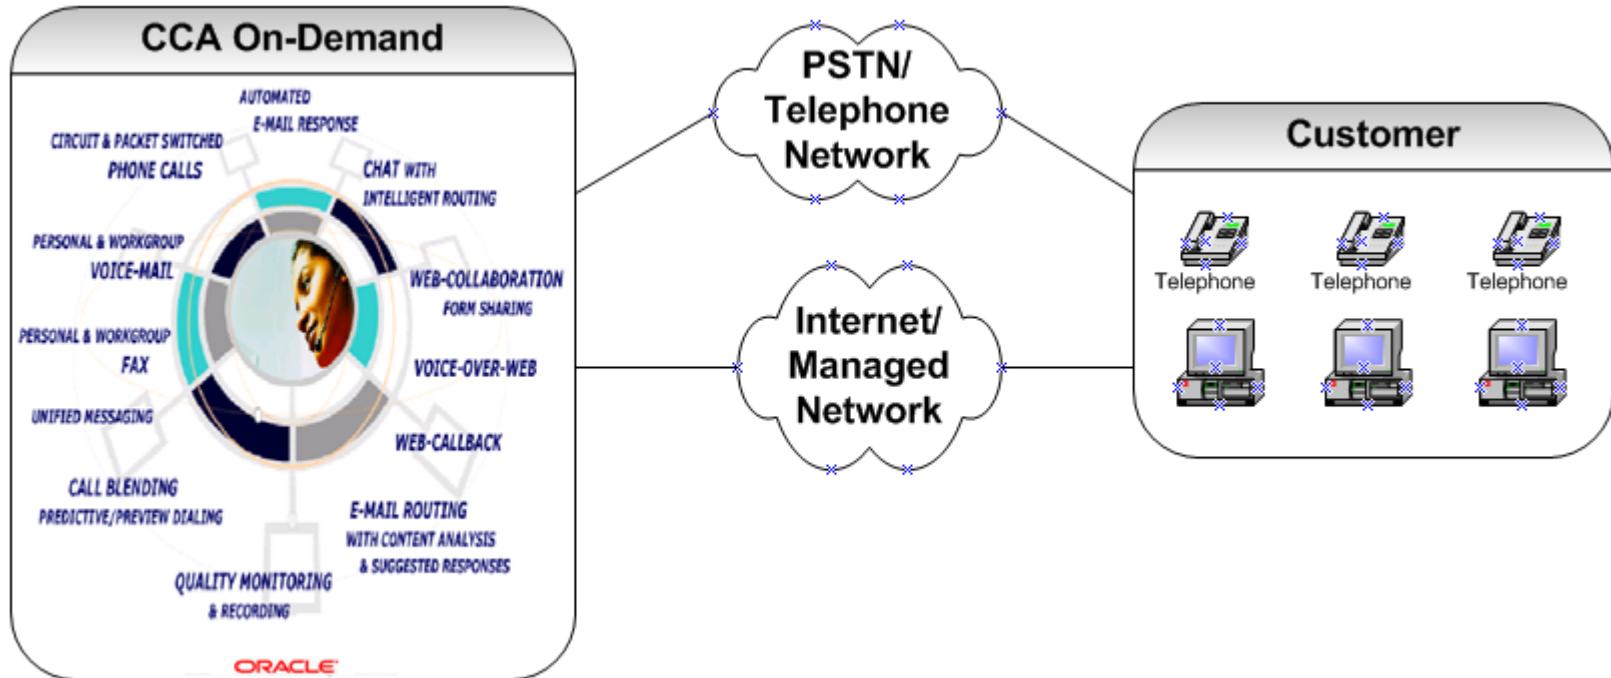 CCA On-Demand
AUTOMATED
E-MAIL RESPONSE
CIRCUIT & PACKET SWITCHED
PHONE CALLS
CHAT WITH
INTELLIGENT ROUTING
PERSONAL & WORKGROUP
VOICE-MAIL
WEB-COLLABORATION
FORM SHARING
PERSONAL & WORKGROUP
FAX
VOICE-OVER-WEB
UNIFIED MESSAGING
WEB-CALLBACK
CALL BLENDING
PREDICTIVE/PREVIEW DIALING
E-MAIL ROUTING
WITH CONTENT ANALYSIS
& SUGGESTED RESPONSES
QUALITY MONITORING
& RECORDING
ORACLE
PSTN/
Telephone
Network
Internet/
Managed
Network
Customer
Telephone Telephone Telephone